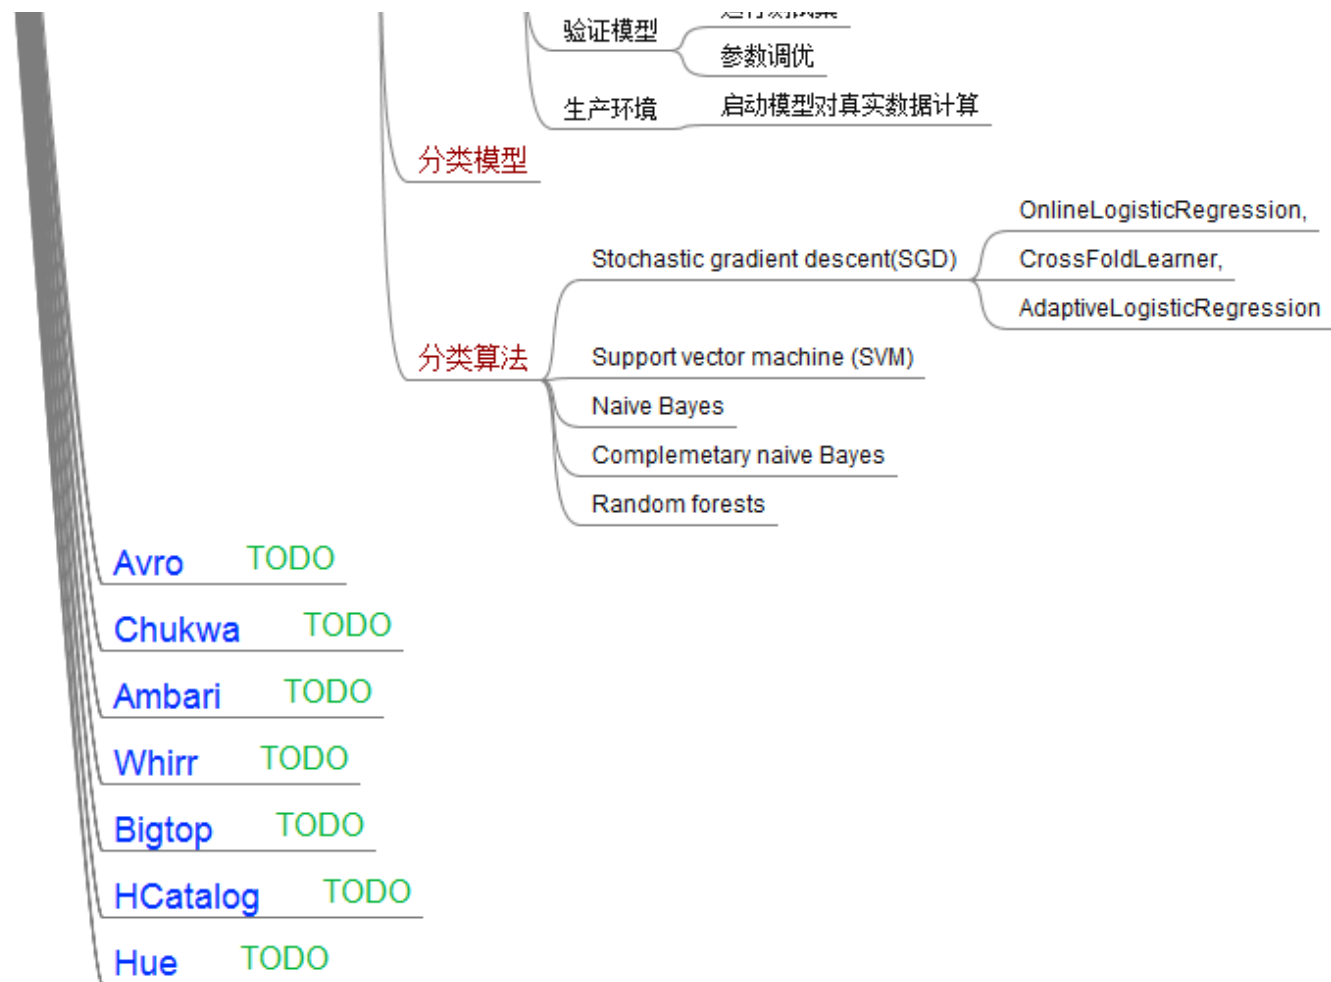 验证模型
参数调优
生产环境
启动模型对真实数据计算
分类模型
OnlineLogisticRegression,
Stochastic gradient descent(SGD)
CrossFoldLearner,
AdaptiveLogisticRegression
分类算法
Support vector machine (SVM)
Naive Bayes
Complemetary naive Bayes
Random forests
Avro TODO
Chukwa TODO
Ambari TODO
Whirr TODO
Bigtop TODO
HCatalog TODO
Hue TODO